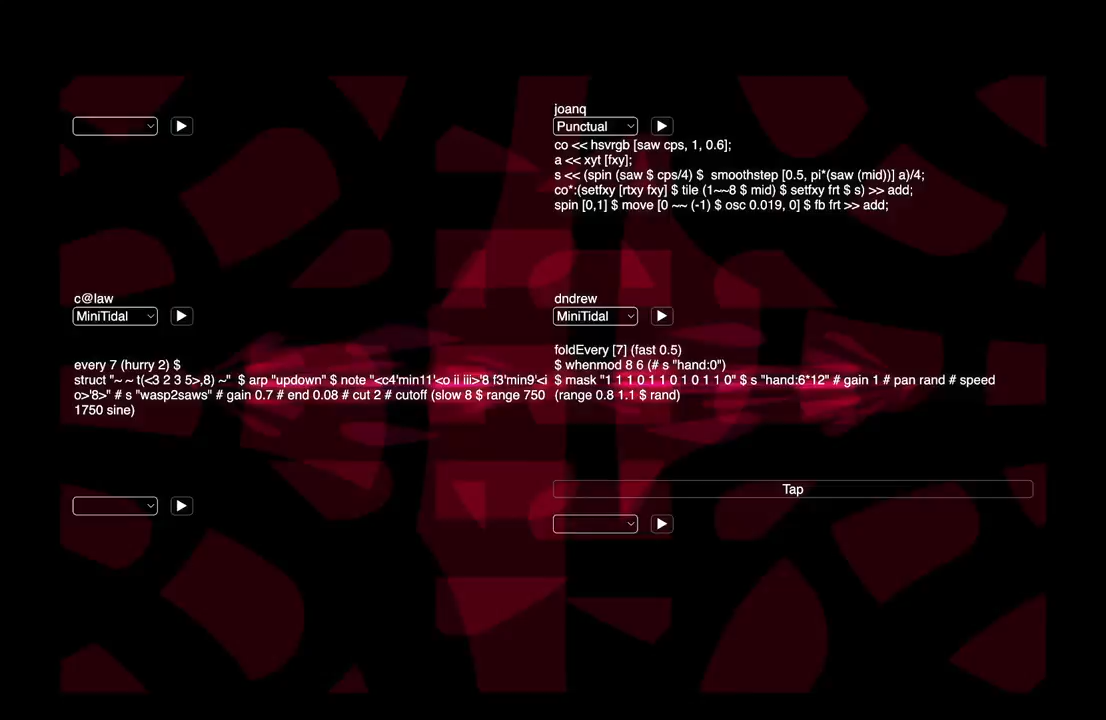 joanq
Punctual
co << hsvrgb [saw cps, 1, 0.6];
a << xyt [fxy];
s << (spin (saw $ cps/4) $  smoothstep [0.5, pi*(saw (mid))] a)/4;
co*:(setfxy [rtxy fxy] $ tile (1~~8 $ mid) $ setfxy frt $ s) >> add;
spin [0,1] $ move [0 ~~ (-1) $ osc 0.019, 0] $ fb frt >> add;
c@law
MiniTidal
every 7 (hurry 2) $
struct "~ ~ t(<3 2 3 5>,8) ~"  $ arp "updown" $ note "<c4'min11'<o ii iii>'8 f3'min9'<i
o>'8>" # s "wasp2saws" # gain 0.7 # end 0.08 # cut 2 # cutoff (slow 8 $ range 750
1750 sine)
dndrew
MiniTidal
foldEvery [7] (fast 0.5)
$ whenmod 8 6 (# s "hand:0")
$ mask "1 1 1 0 1 1 0 1 0 1 1 0" $ s "hand:6*12" # gain 1 # pan rand # speed
(range 0.8 1.1 $ rand)
Tap